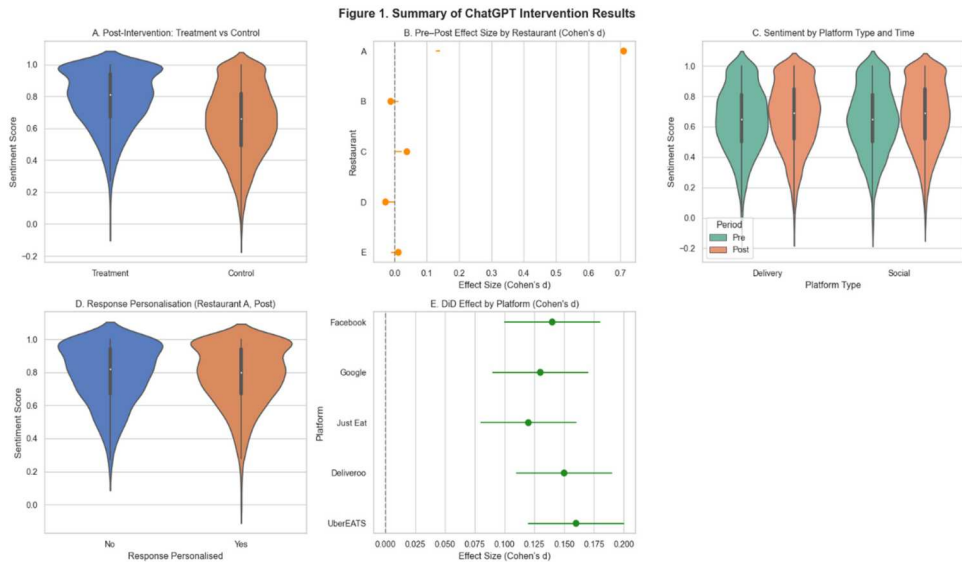 Figure 1. Summary of ChatGPT Intervention Results
A. Post-Intervention: Treatment vs Control
1.0
0.8
0.6
0.4
0.2
0.0
−0.2
Sentiment Score
Treatment
Control
B. Pre–Post Effect Size by Restaurant (Cohen's d)
A
B
C
D
E
Restaurant
0.0
0.1
0.2
0.3
0.4
0.5
0.6
0.7
Effect Size (Cohen's d)
C. Sentiment by Platform Type and Time
1.0
0.8
0.6
0.4
0.2
0.0
−0.2
Sentiment Score
Period
Pre
Post
Delivery
Social
Platform Type
D. Response Personalisation (Restaurant A, Post)
1.0
0.8
0.6
0.4
0.2
0.0
Sentiment Score
No
Yes
Response Personalised
E. DiD Effect by Platform (Cohen's d)
Facebook
Google
Just Eat
Deliveroo
UberEATS
Platform
0.000
0.025
0.050
0.075
0.100
0.125
0.150
0.175
0.200
Effect Size (Cohen's d)